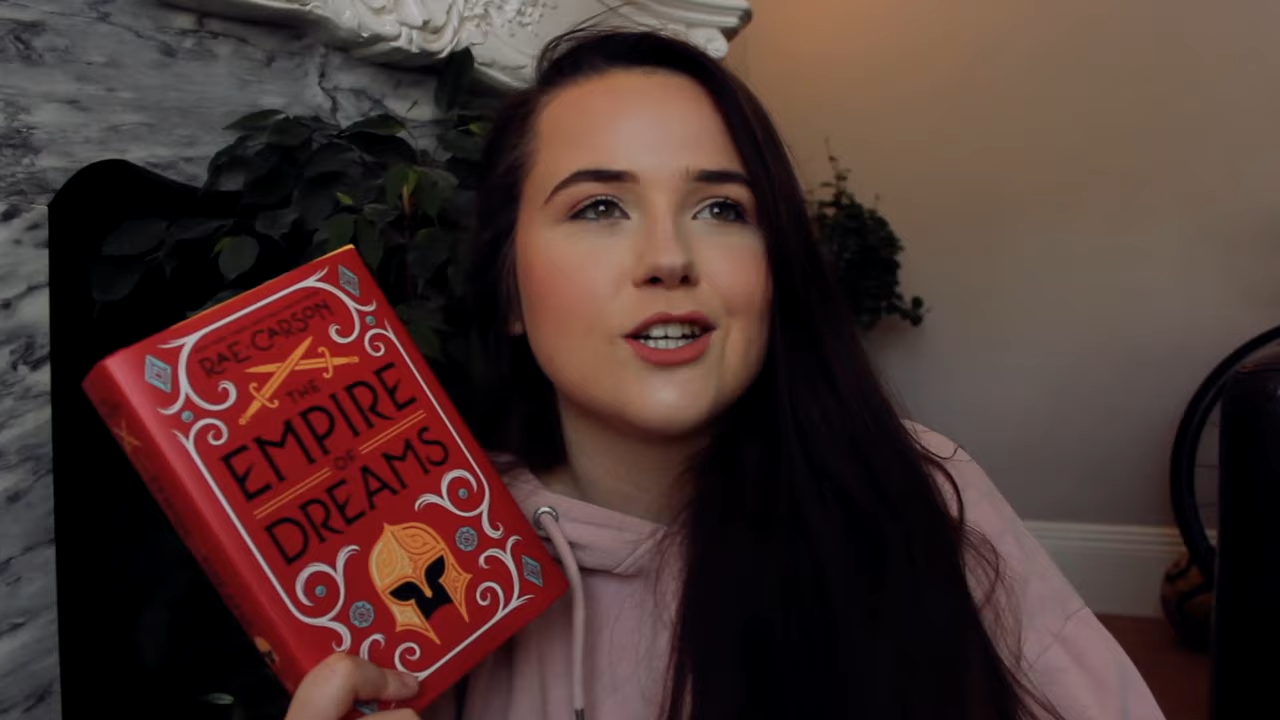 RAE CARSON
THE
EMPIRE
OF
DREAMS